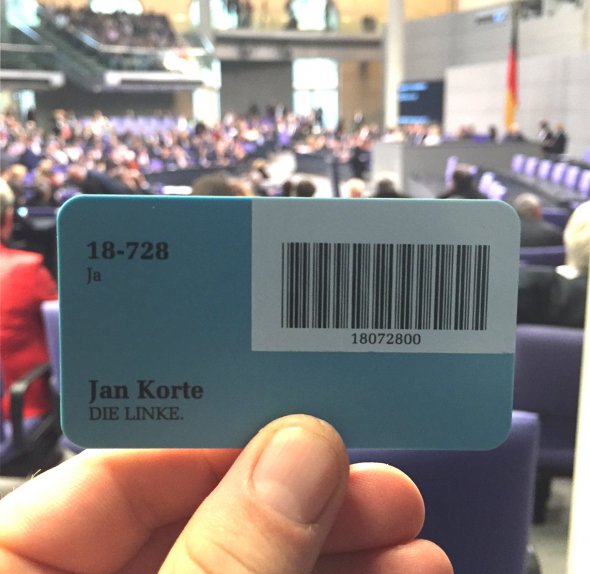 18-728
Ja
18072800
Jan Korte
DIE LINKE.